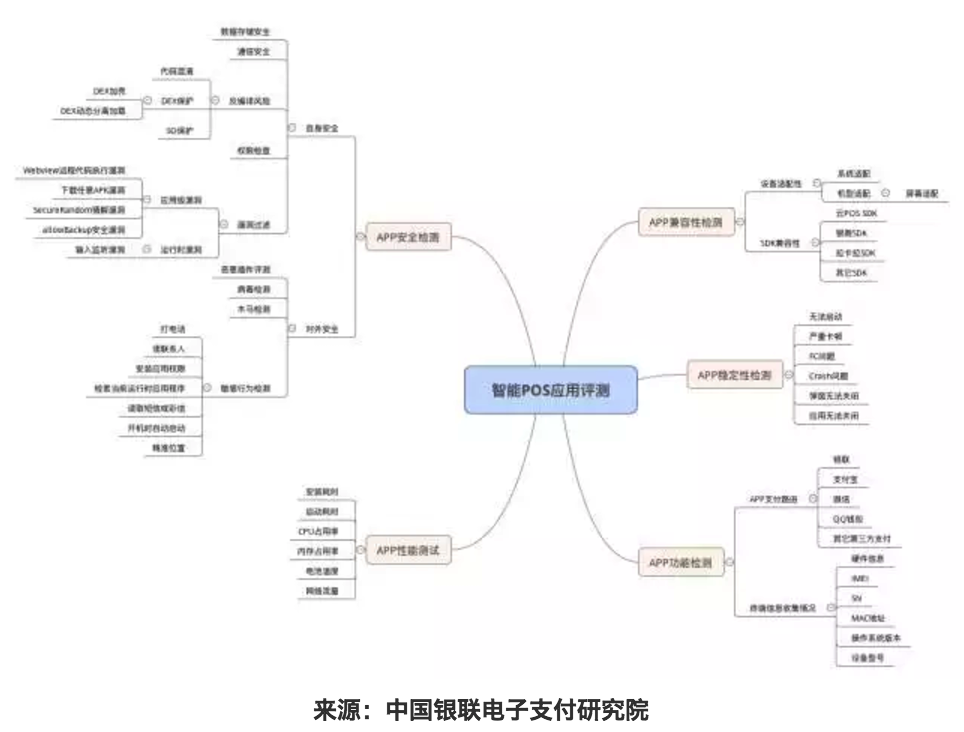 智能POS应用评测
APP安全检测
自身安全
数据存储安全
通信安全
反编译风险
代码混淆
DEX保护
DEX加壳
DEX动态分离加载
SO保护
权限检查
漏洞过滤
应用级漏洞
Webview远程代码执行漏洞
下载任意APK漏洞
SecureRandom
allowBackup安全漏洞
运行时漏洞
输入监听漏洞
对外安全
恶意插件评测
病毒检测
木马检测
敏感行为检测
打电话
读联系人
安装应用权限
检索当前运行时应用程序
读取短信或彩信
开机时自动启动
精准位置
APP性能测试
安装耗时
启动耗时
CPU占用率
内存占用率
电池温度
网络流量
APP兼容性检测
设备适配性
系统适配
机型适配
屏幕适配
SDK兼容性
云POS SDK
银商SDK
拉卡拉SDK
其它SDK
APP稳定性检测
无法启动
严重卡顿
FC问题
Crash问题
弹窗无法关闭
应用无法关闭
APP功能检测
APP支付路由
银联
支付宝
微信
QQ钱包
其它第三方支付
终端信息收集情况
硬件信息
IMEI
SN
MAC地址
操作系统版本
设备型号
来源：中国银联电子支付研究院